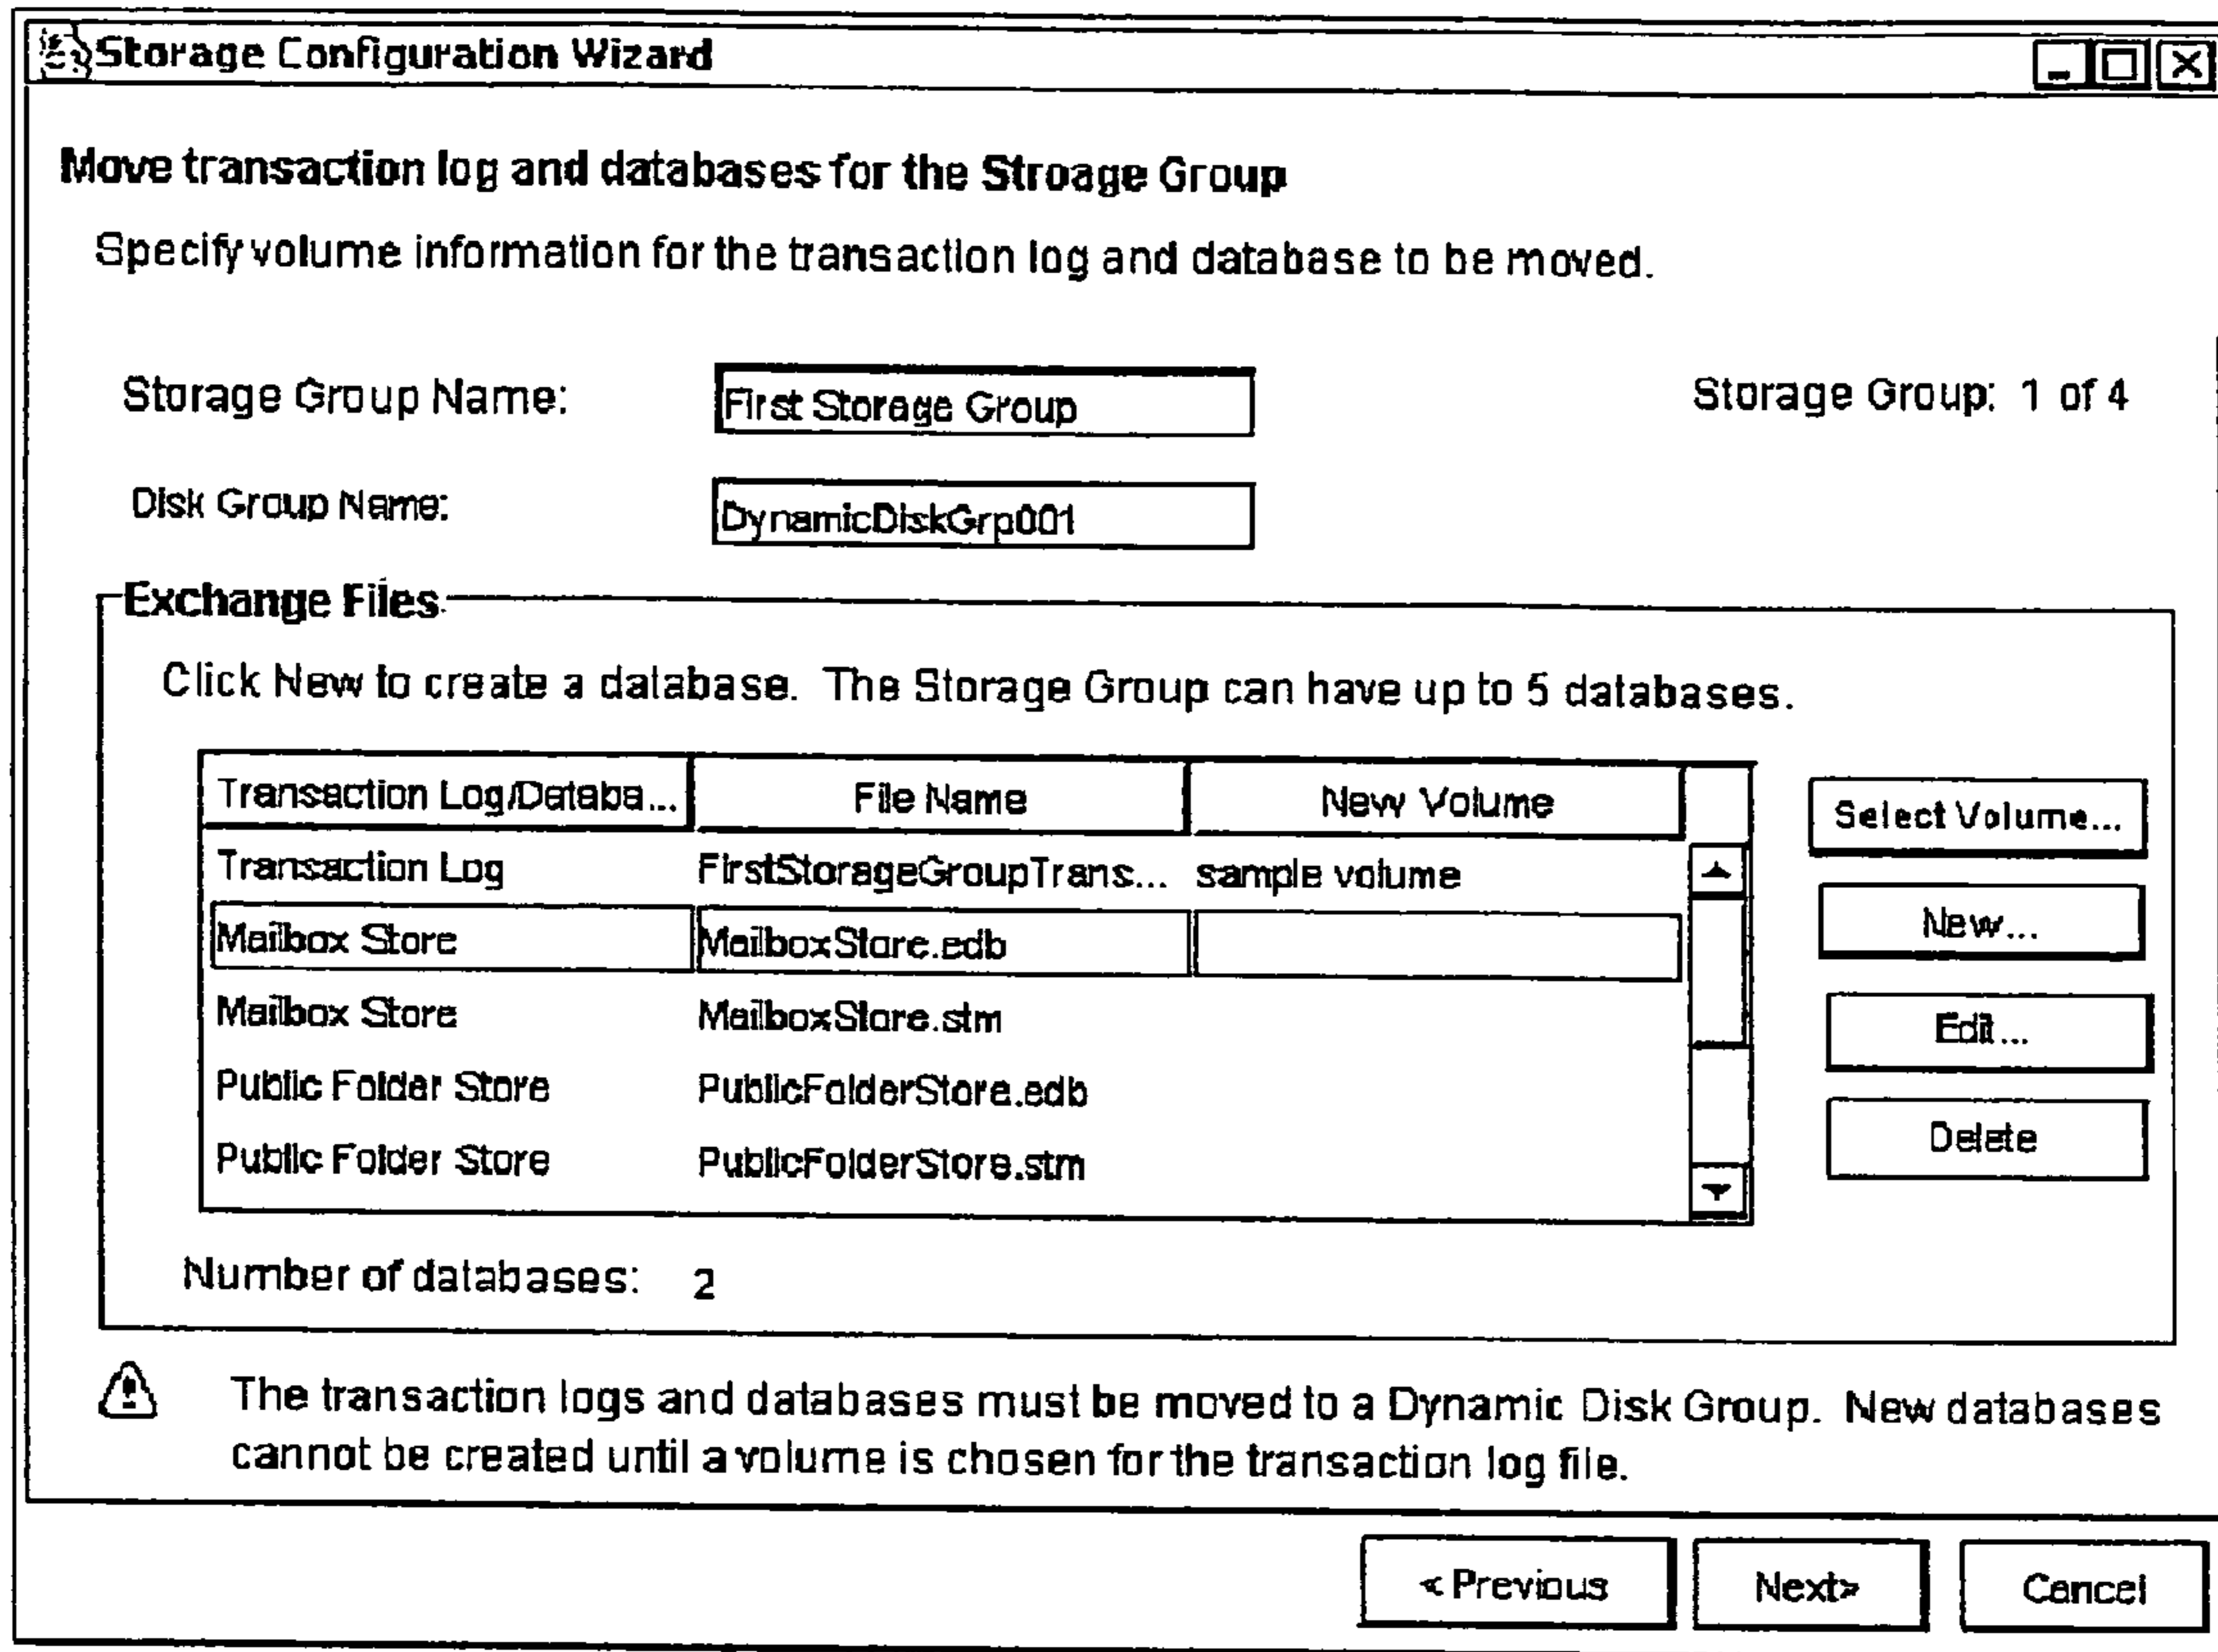 Storage Configuration Wizard
Move transaction log and databases for the Stroage Group
Specify volume information for the transaction log and database to be moved.
Storage Group Name: First Storage Group Storage Group: 1 of 4
Disk Group Name: DynamicDiskGrp001
Exchange Files
Click New to create a database. The Storage Group can have up to 5 databases.
Transaction Log/Databa... File Name New Volume Select Volume...
Transaction Log FirstStorageGroupTrans... sample volume
Mailbox Store MailboxStore.edb New...
Mailbox Store MailboxStore.stm Edit...
Public Folder Store PublicFolderStore.edb
Public Folder Store PublicFolderStore.stm Delete
Number of databases: 2
The transaction logs and databases must be moved to a Dynamic Disk Group. New databases
cannot be created until a volume is chosen for the transaction log file.
< Previous Next> Cancel